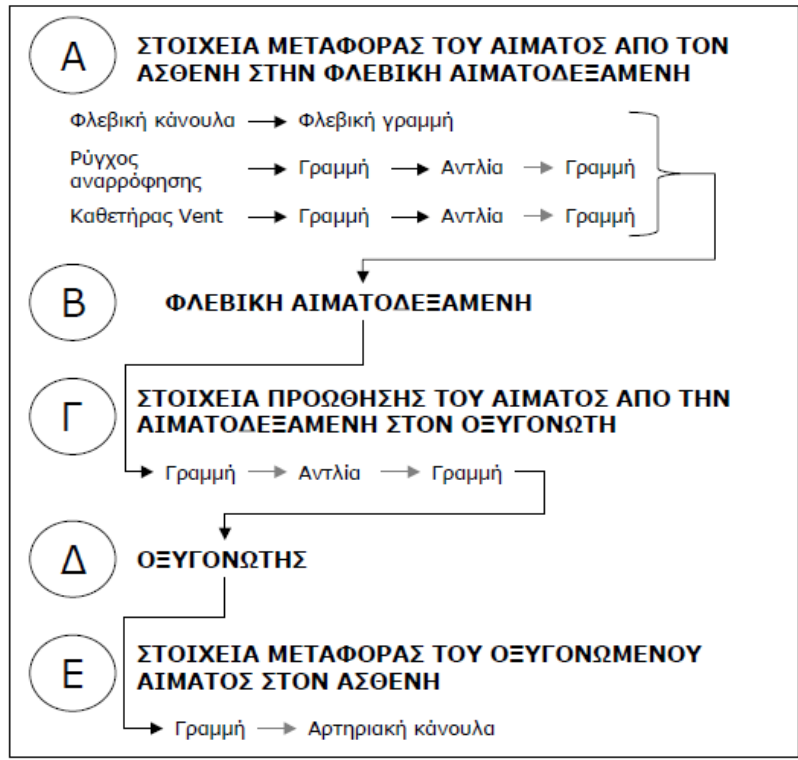 Α
ΣΤΟΙΧΕΙΑ ΜΕΤΑΦΟΡΑΣ ΤΟΥ ΑΙΜΑΤΟΣ ΑΠΟ ΤΟΝ
ΑΣΘΕΝΗ ΣΤΗΝ ΦΛΕΒΙΚΗ ΑΙΜΑΤΟΔΕΞΑΜΕΝΗ
Φλεβική κάνουλα → Φλεβική γραμμή
Ρύγχος
αναρρόφησης → Γραμμή → Αντλία → Γραμμή
Καθετήρας Vent → Γραμμή → Αντλία → Γραμμή
Β
ΦΛΕΒΙΚΗ ΑΙΜΑΤΟΔΕΞΑΜΕΝΗ
Γ
ΣΤΟΙΧΕΙΑ ΠΡΟΩΘΗΣΗΣ ΤΟΥ ΑΙΜΑΤΟΣ ΑΠΟ ΤΗΝ
ΑΙΜΑΤΟΔΕΞΑΜΕΝΗ ΣΤΟΝ ΟΞΥΓΟΝΩΤΗ
Γραμμή → Αντλία → Γραμμή
Δ
ΟΞΥΓΟΝΩΤΗΣ
Ε
ΣΤΟΙΧΕΙΑ ΜΕΤΑΦΟΡΑΣ ΤΟΥ ΟΞΥΓΟΝΩΜΕΝΟΥ
ΑΙΜΑΤΟΣ ΣΤΟΝ ΑΣΘΕΝΗ
Γραμμή → Αρτηριακή κάνουλα